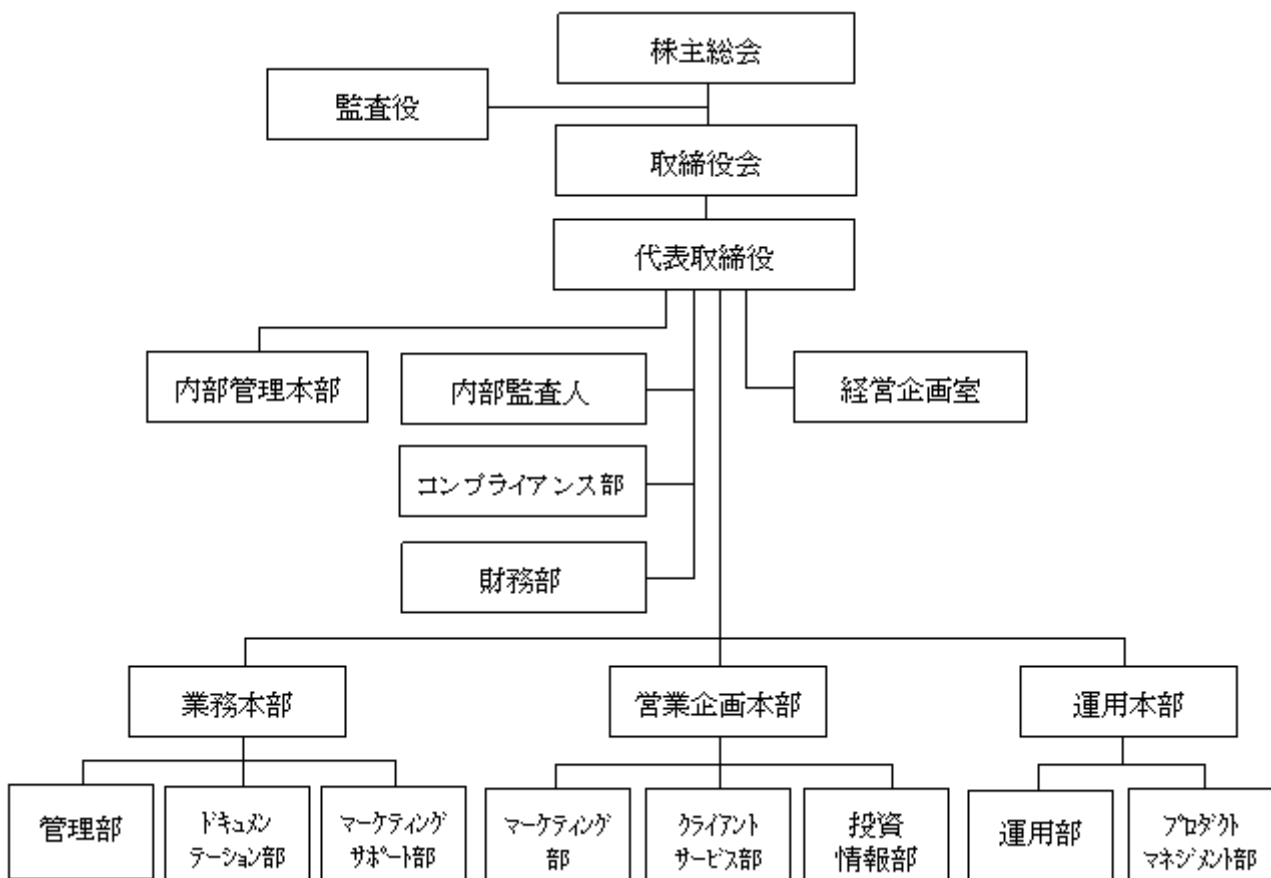 株主総会
監査役
取締役会
代表取締役
内部管理本部
内部監査人
経営企画室
コンプライアンス部
財務部
業務本部
営業企画本部
運用本部
管理部
ドキュメン
テーション部
マーケティング
サポート部
マーケティング
部
クライアント
サービス部
投資
情報部
運用部
プロダクト
マネジメント部